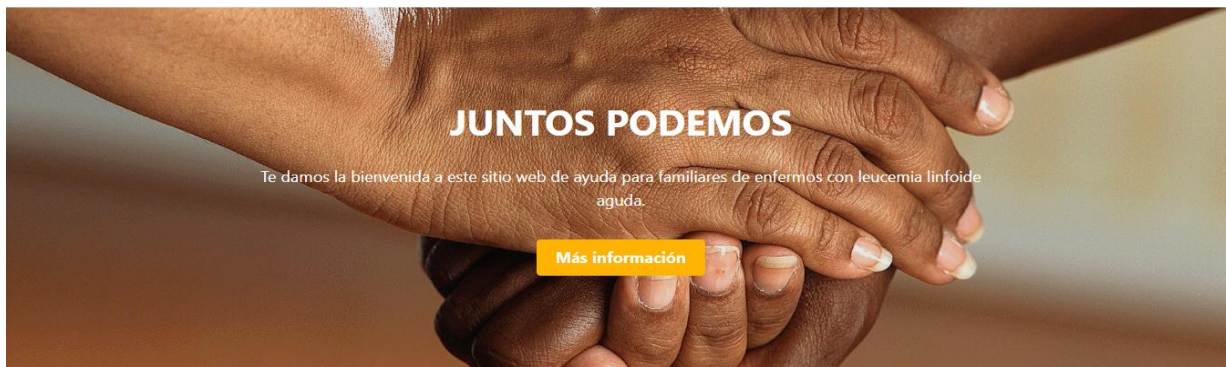 JUNTOS PODEMOS
Te damos la bienvenida a este sitio web de ayuda para familiares de enfermos con leucemia linfoide
aguda.
Más información